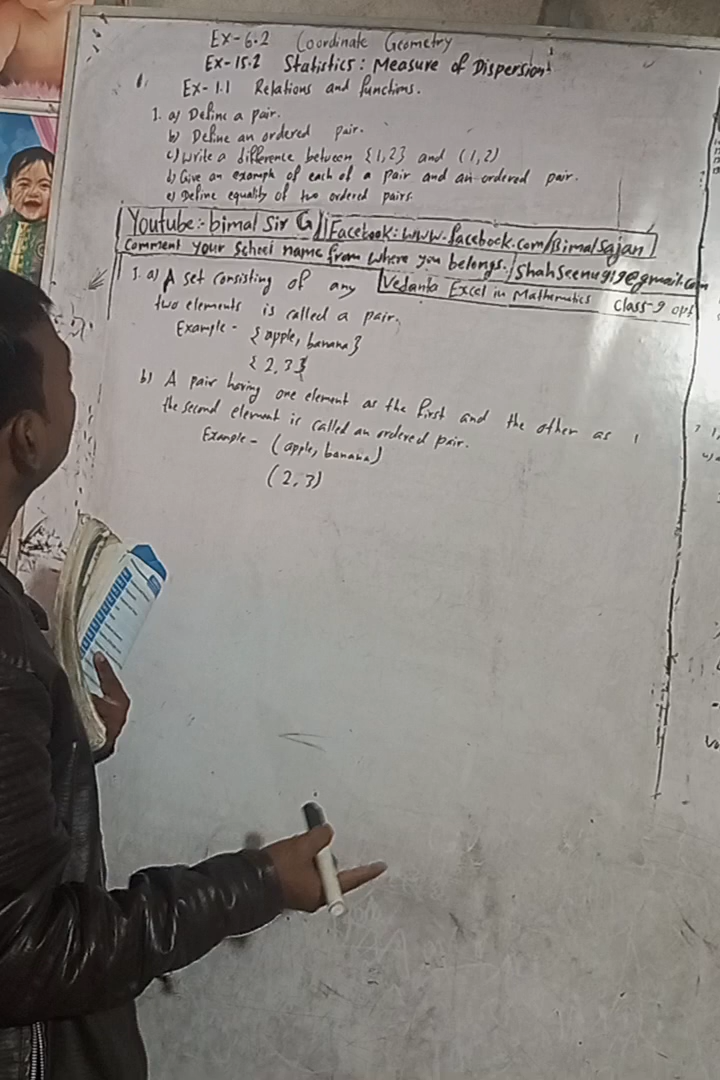 Ex-6.2 Coordinate Geometry
Ex-15.2 Statistics: Measure of Dispersion
Ex-1.1 Relations and functions.
1. a) Define a pair.
b) Define an ordered pair.
c) Write a difference between {1,2} and (1,2)
d) Give an example of each of a pair and an ordered pair.
e) Define equality of two ordered pairs.
Youtube:- bimal Sir G Facebook: www.facebook.com/Bimalsajan
Comment your School name from where you belongs. shahseenu919@gmail.com
Vedanta Excel in Mathematics Class-9 opt
1. a) A set consisting of any
two elements is called a pair.
Example - {apple, banana}
{2,3}
b) A pair having one element as the first and the other as
the second element is called an ordered pair.
Example - (apple, banana)
(2,3)